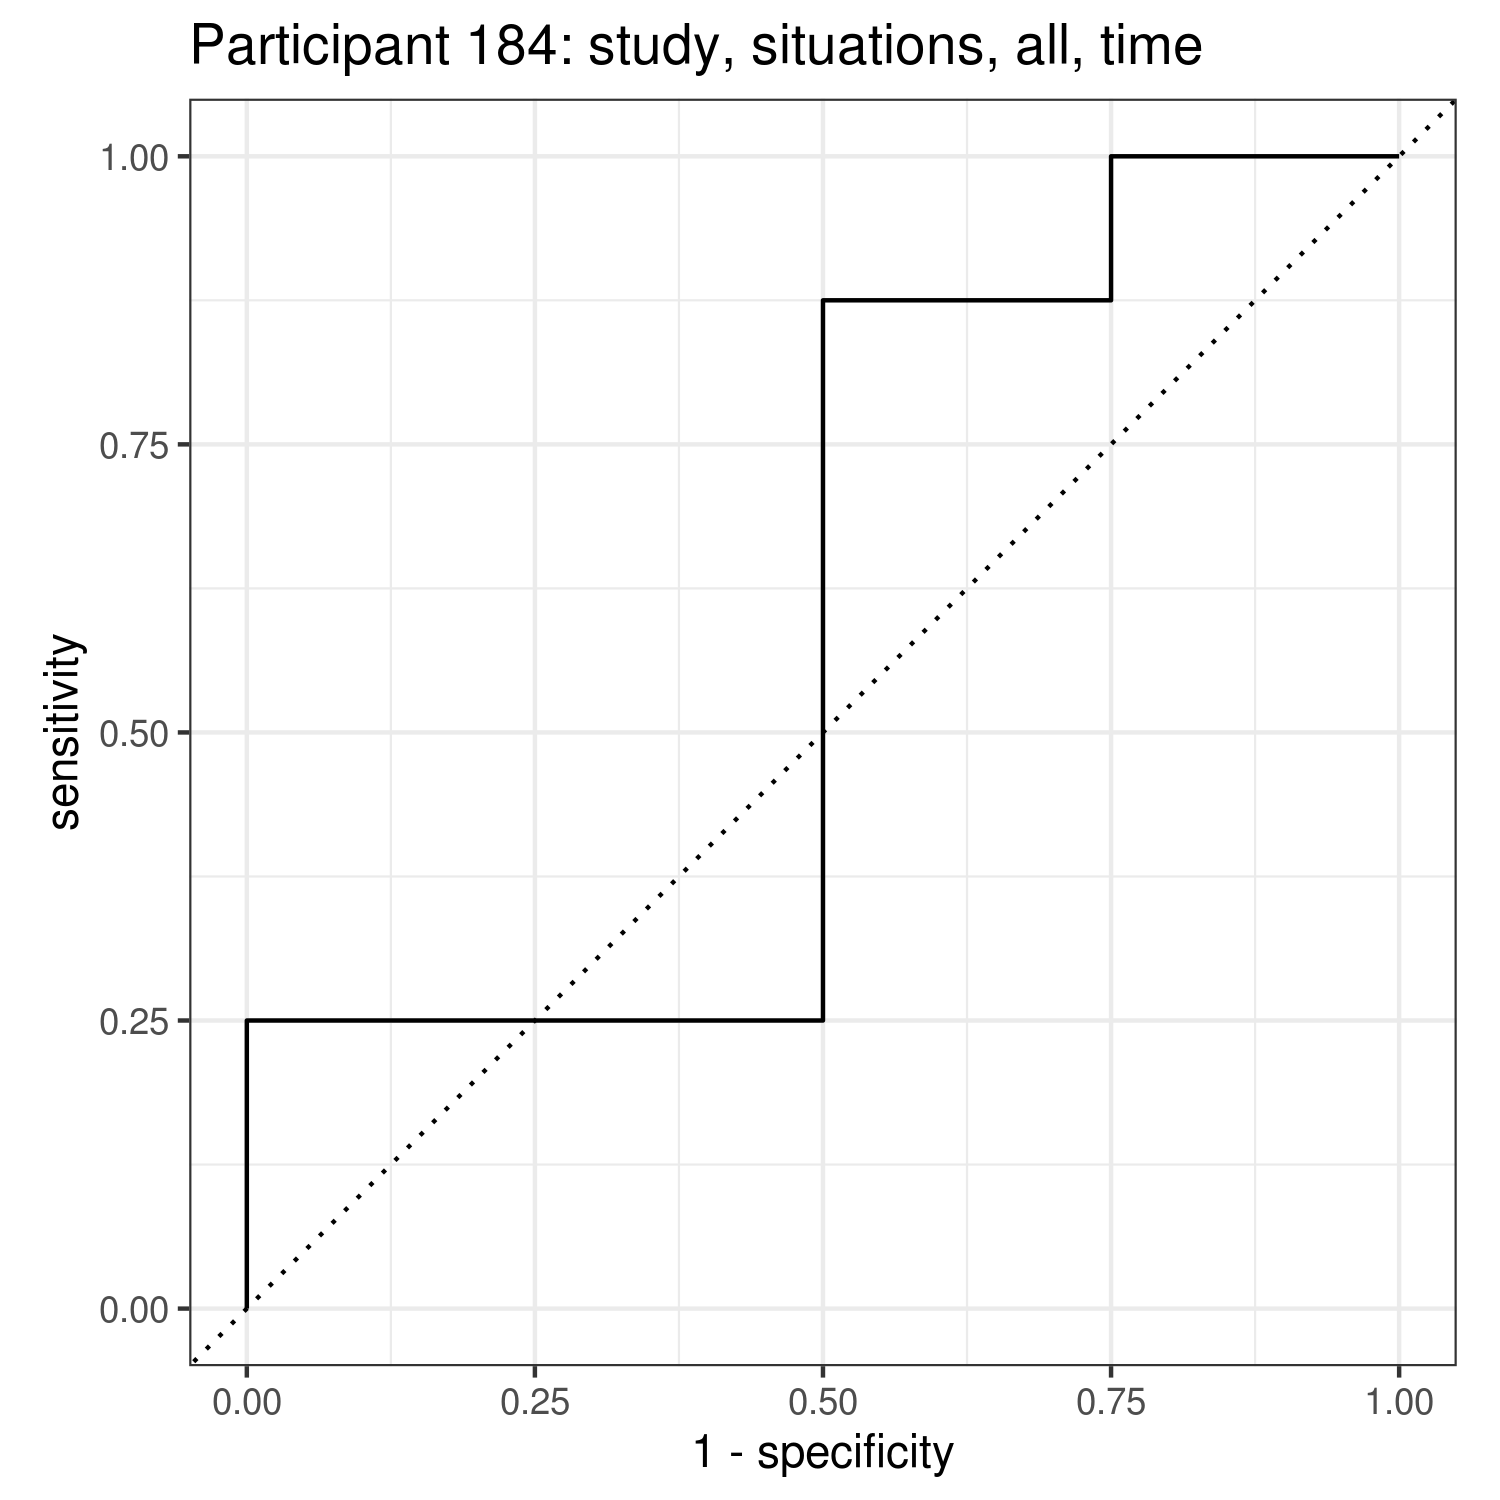 Participant 184: study, situations, all, time
1.00
0.75
0.50
0.25
0.00
sensitivity
0.00 0.25 0.50 0.75 1.00
1 - specificity